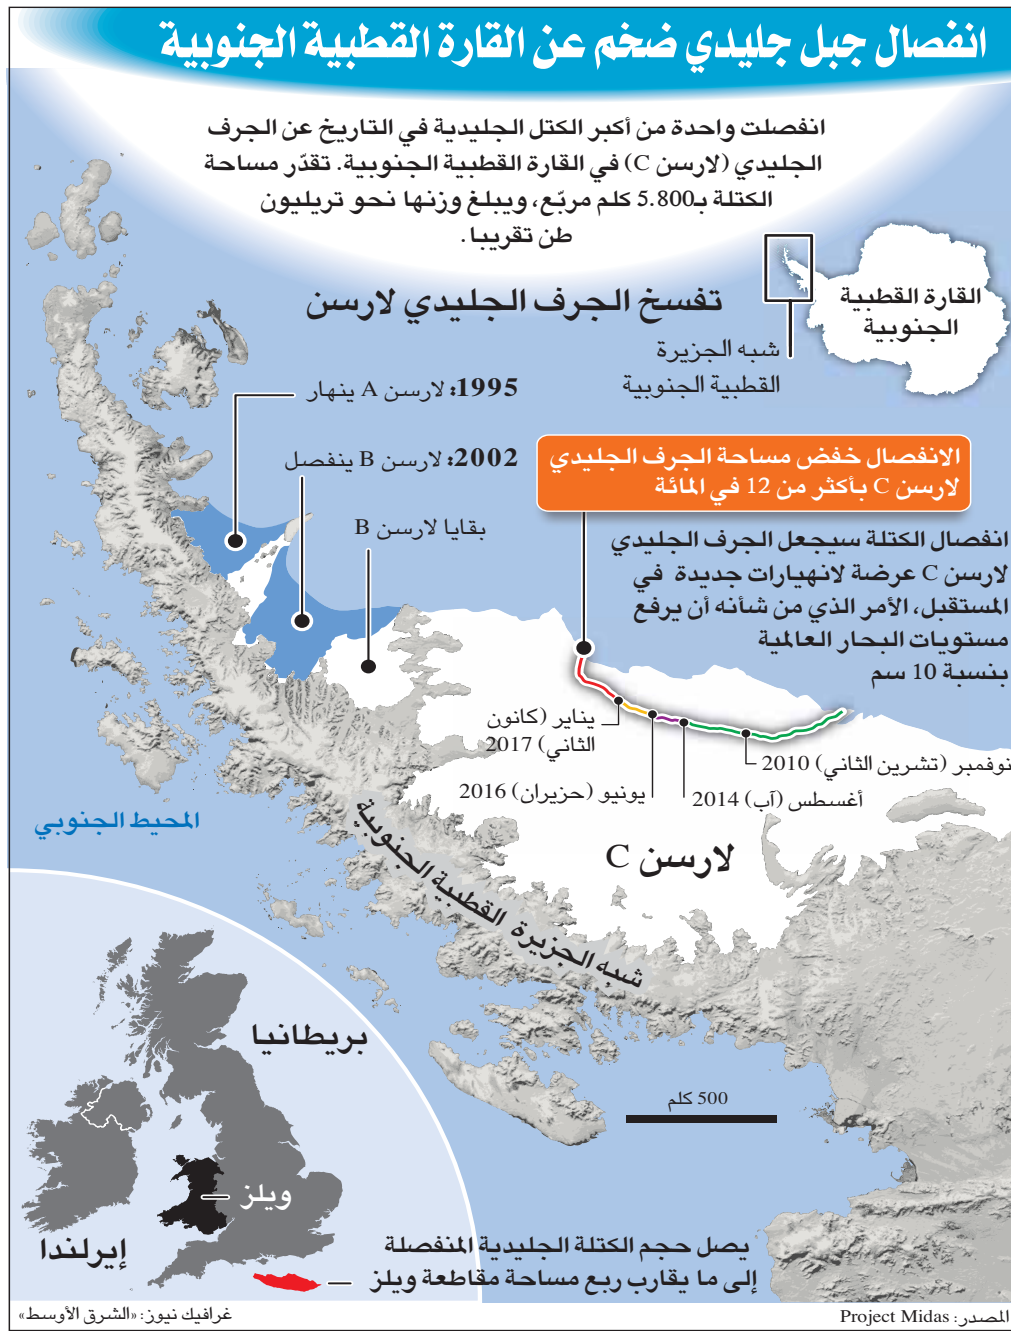 انفصال جبل جليدي ضخم عن القارة القطبية الجنوبية
انفصلت واحدة من أكبر الكتل الجليدية في التاريخ عن الجرف
الجليدي (لارسن C) في القارة القطبية الجنوبية. تقدّر مساحة
الكتلة بـ5.800 كلم مربّع، ويبلغ وزنها نحو تريليون
طن تقريبا.
القارة القطبية
الجنوبية
شبه الجزيرة
القطبية الجنوبية
تفسخ الجرف الجليدي لارسن
1995: لارسن A ينهار
2002: لارسن B ينفصل
بقايا لارسن B
الانفصال خفض مساحة الجرف الجليدي
لارسن C بأكثر من 12 في المائة
انفصال الكتلة سيجعل الجرف الجليدي
لارسن C عرضة لانهيارات جديدة في
المستقبل، الأمر الذي من شأنه أن يرفع
مستويات البحار العالمية
بنسبة 10 سم
يناير (كانون
الثاني) 2017
نوفمبر (تشرين الثاني) 2010
يونيو (حزيران) 2016
أغسطس (آب) 2014
لارسن C
المحيط الجنوبي
شبه الجزيرة القطبية الجنوبية
500 كلم
بريطانيا
ويلز
إيرلندا
يصل حجم الكتلة الجليدية المنفصلة
إلى ما يقارب ربع مساحة مقاطعة ويلز
المصدر: Project Midas
غرافيك نيوز: «الشرق الأوسط»